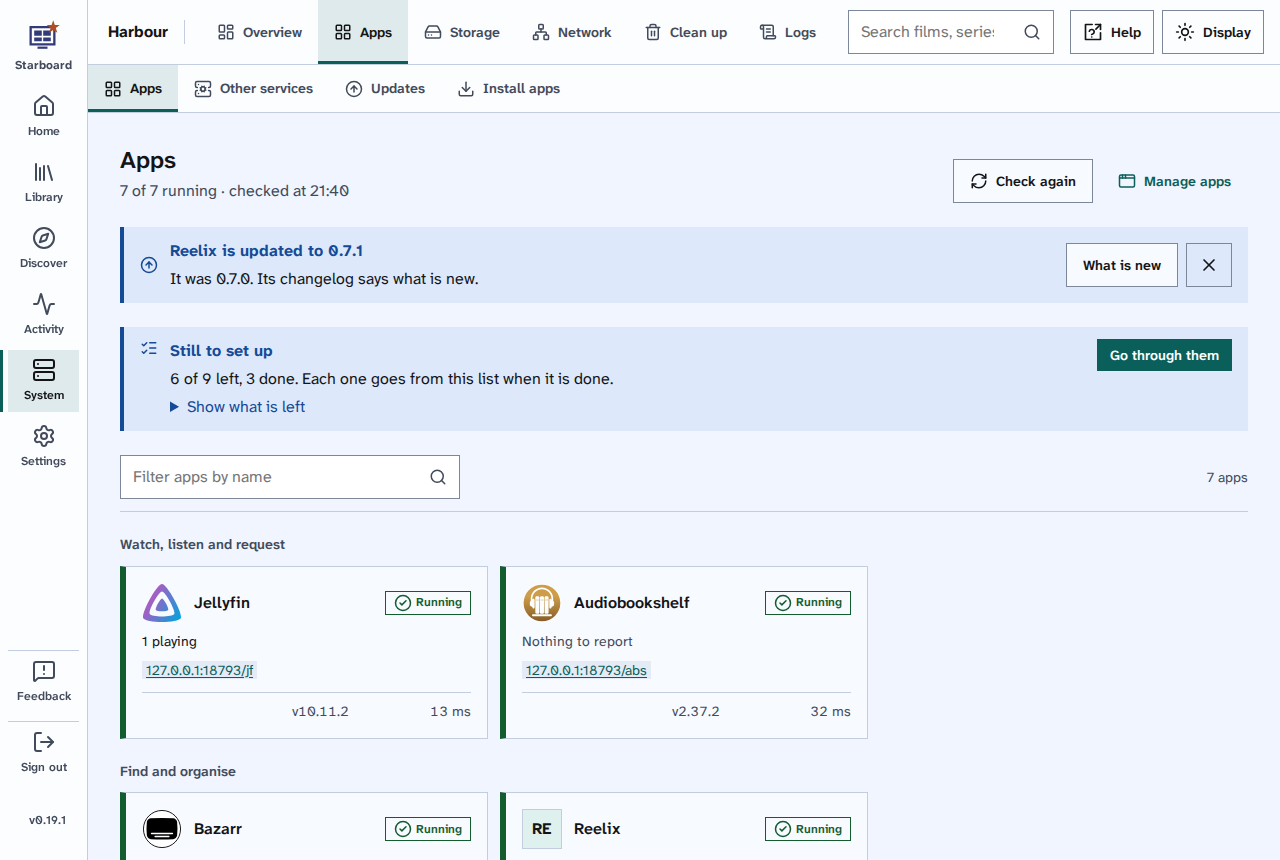 Starboard
Home
Library
Discover
Activity
System
Settings
Feedback
Sign out
v0.19.1
Harbour
Overview
Apps
Storage
Network
Clean up
Logs
Search films, series
Help
Display
Apps
Other services
Updates
Install apps
Apps
7 of 7 running · checked at 21:40
Check again
Manage apps
Reelix is updated to 0.7.1
It was 0.7.0. Its changelog says what is new.
What is new
Still to set up
6 of 9 left, 3 done. Each one goes from this list when it is done.
Show what is left
Go through them
Filter apps by name
7 apps
Watch, listen and request
Jellyfin
Running
1 playing
127.0.0.1:18793/jf
v10.11.2
13 ms
Audiobookshelf
Running
Nothing to report
127.0.0.1:18793/abs
v2.37.2
32 ms
Find and organise
Bazarr
Running
RE
Reelix
Running